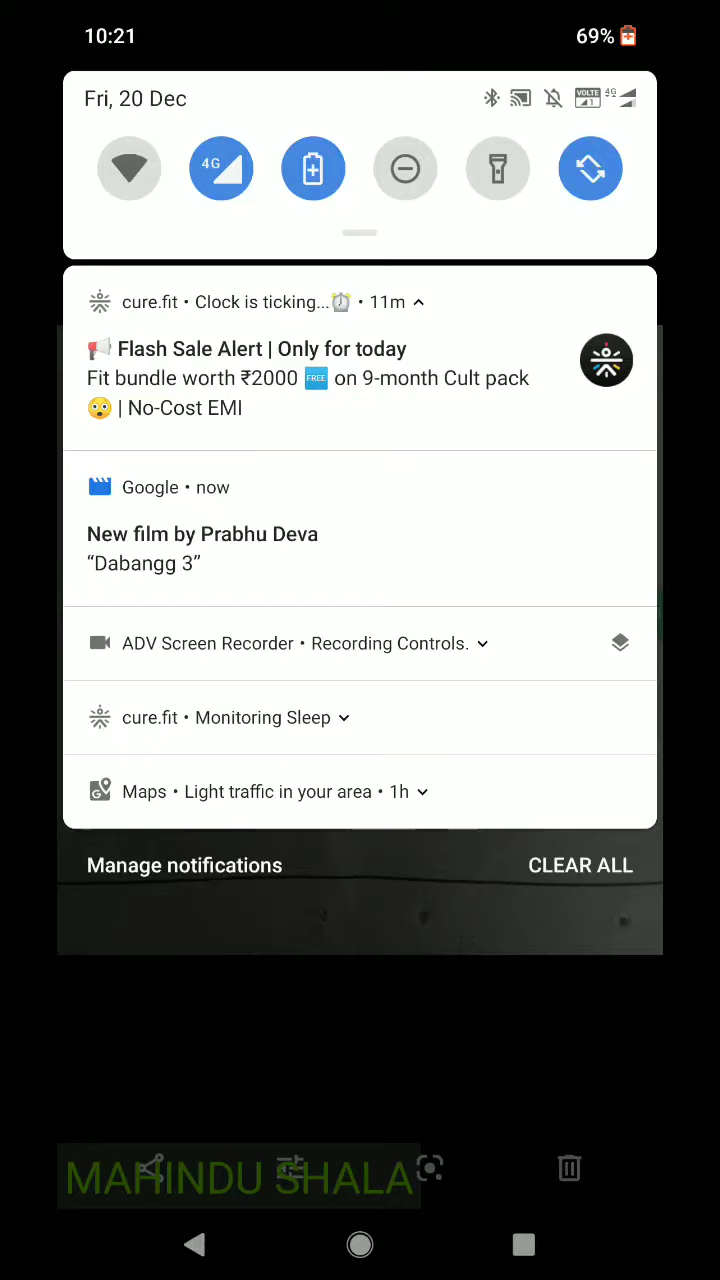 10:21
69%
Fri, 20 Dec
VOLTE 1 4G
4G
cure.fit • Clock is ticking...⏰ • 11m
📢 Flash Sale Alert | Only for today
Fit bundle worth ₹2000 FREE on 9-month Cult pack
😳 | No-Cost EMI
Google • now
New film by Prabhu Deva
“Dabangg 3”
ADV Screen Recorder • Recording Controls.
cure.fit • Monitoring Sleep
Maps • Light traffic in your area • 1h
Manage notifications
CLEAR ALL
MAHINDU SHALA